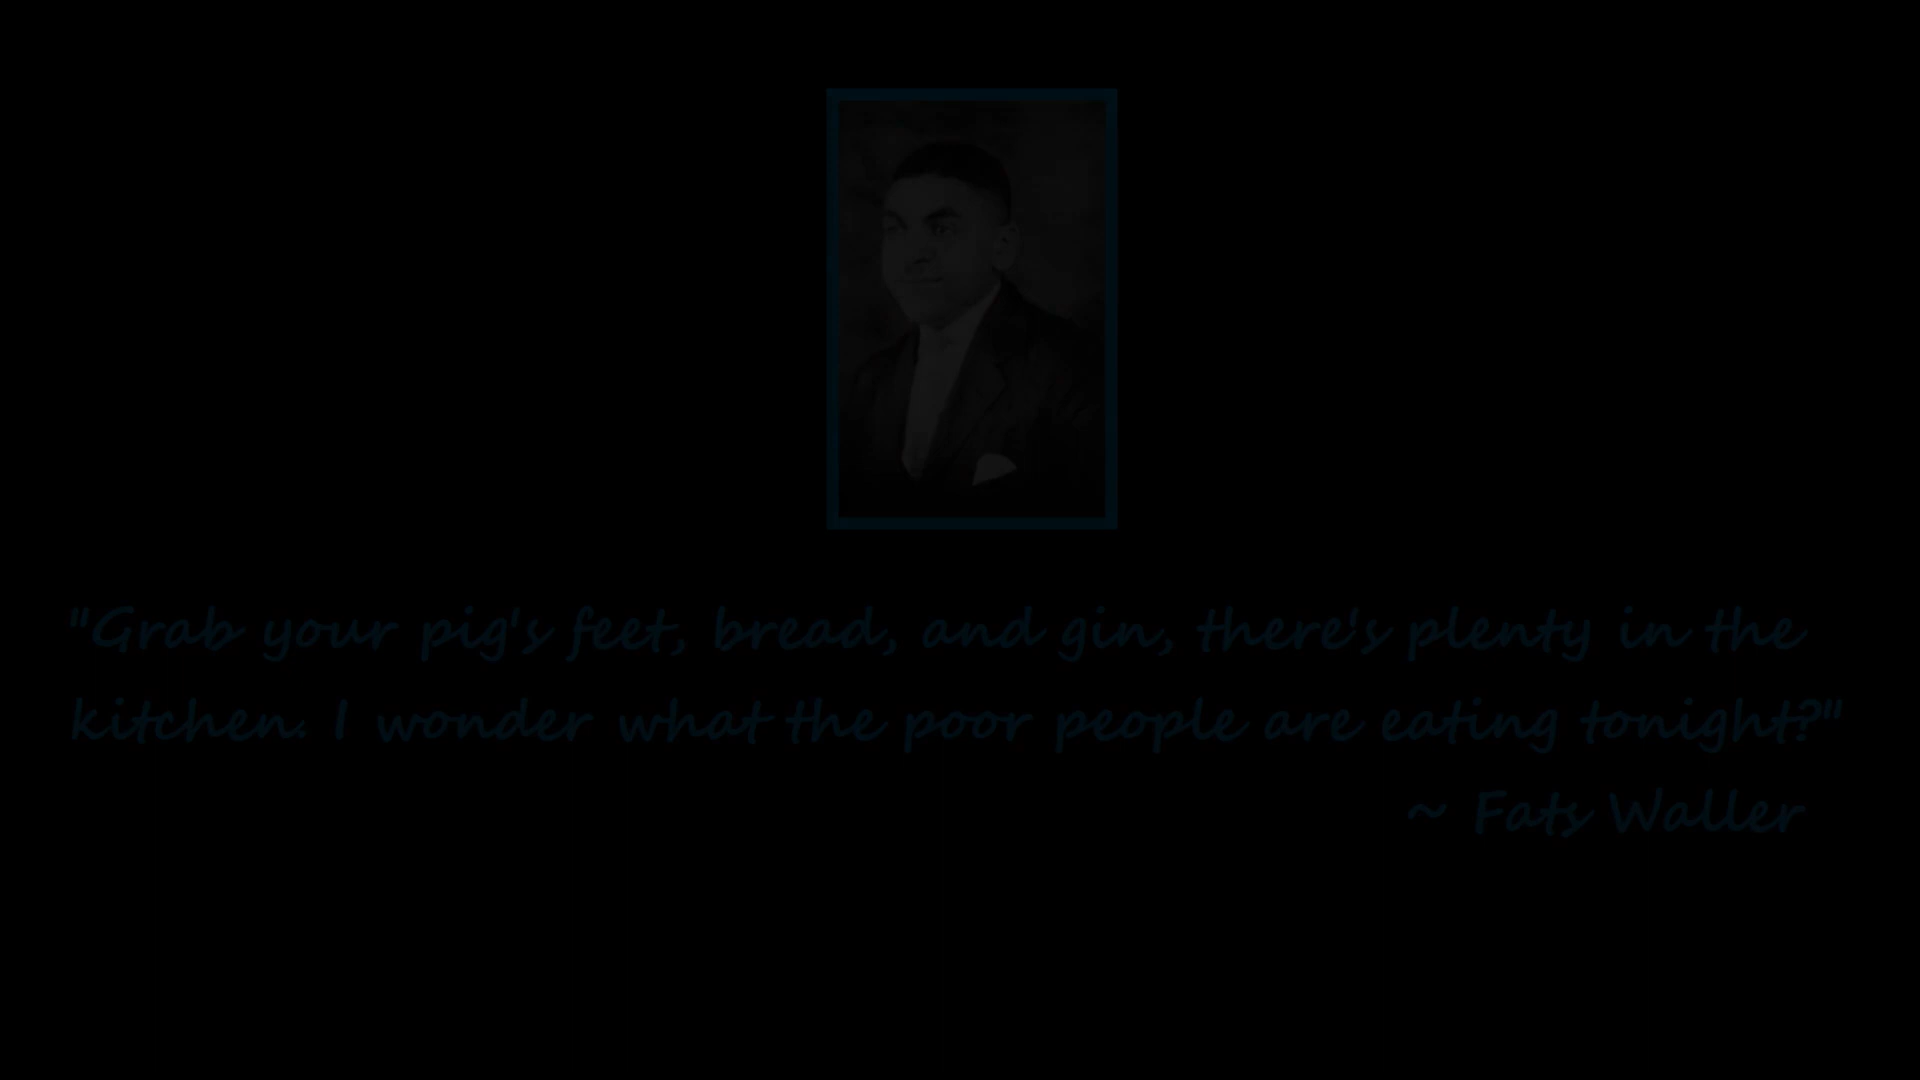 "Grab your pig's feet, bread, and gin, there's plenty in the
kitchen. I wonder what the poor people are eating tonight?"
~ Fats Waller